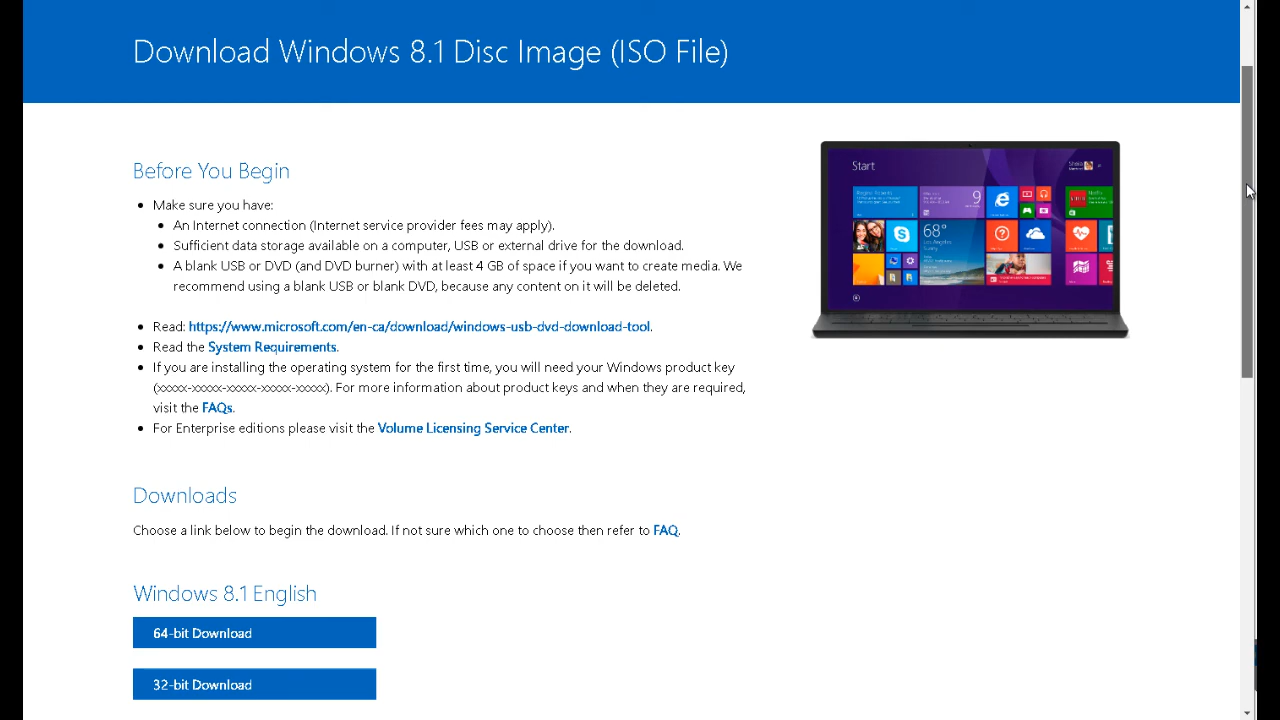 Download Windows 8.1 Disc Image (ISO File)
Before You Begin
Make sure you have:
An Internet connection (Internet service provider fees may apply).
Sufficient data storage available on a computer, USB or external drive for the download.
A blank USB or DVD (and DVD burner) with at least 4 GB of space if you want to create media. We
recommend using a blank USB or blank DVD, because any content on it will be deleted.
Read: https://www.microsoft.com/en-ca/download/windows-usb-dvd-download-tool.
Read the System Requirements.
If you are installing the operating system for the first time, you will need your Windows product key
(xxxxx-xxxxx-xxxxx-xxxxx-xxxxx). For more information about product keys and when they are required,
visit the FAQs.
For Enterprise editions please visit the Volume Licensing Service Center.
Start
9
68°
Downloads
Choose a link below to begin the download. If not sure which one to choose then refer to FAQ.
Windows 8.1 English
64-bit Download
32-bit Download